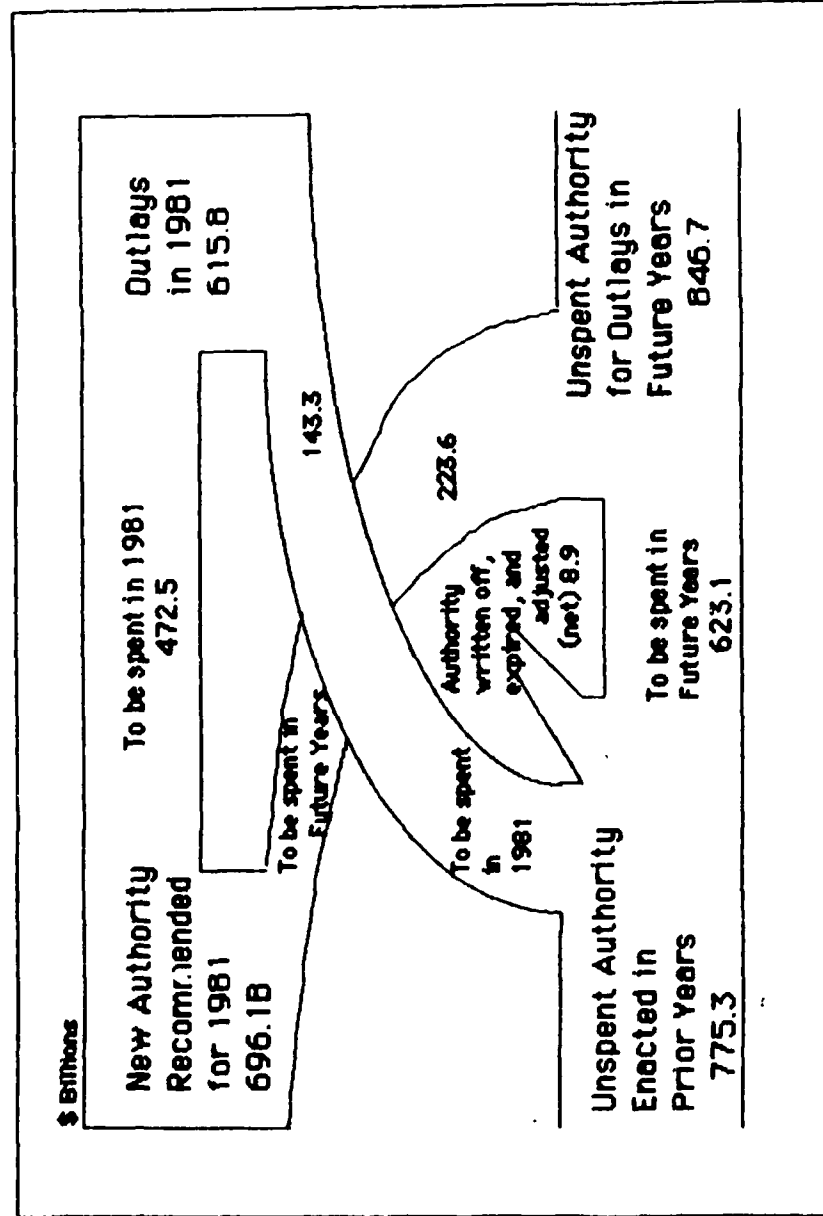 $ Billions
New Authority
Recommended
for 1981
696.1B
To be spent in 1981
472.5
Outlays
in 1981
615.8
To be spent in
Future Years
143.3
To be spent
in
1981
Authority
written off,
expired, and
adjusted
(net) 8.9
223.6
Unspent Authority
Enacted in
Prior Years
775.3
To be spent in
Future Years
623.1
Unspent Authority
for Outlays in
Future Years
846.7